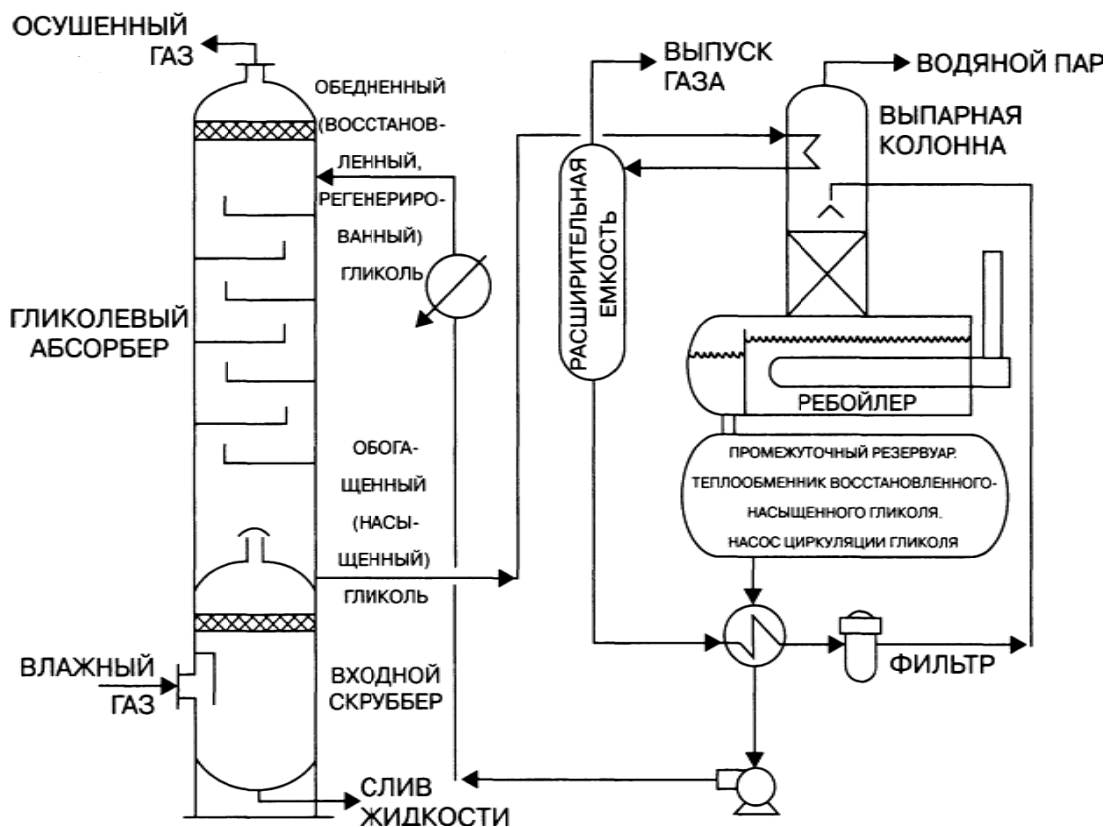 ОСУШЕННЫЙ
ГАЗ
ОБЕДНЕННЫЙ
(ВОССТАНОВ-
ЛЕННЫЙ,
РЕГЕНЕРИРО-
ВАННЫЙ)
ГЛИКОЛЬ
ВЫПУСК
ГАЗА
ВОДЯНОЙ ПАР
ВЫПАРНАЯ
КОЛОННА
РАСШИРИТЕЛЬНАЯ
ЕМКОСТЬ
ГЛИКОЛЕВЫЙ
АБСОРБЕР
РЕБОЙЛЕР
ОБОГА-
ЩЕННЫЙ
(НАСЫ-
ЩЕННЫЙ)
ГЛИКОЛЬ
ПРОМЕЖУТОЧНЫЙ РЕЗЕРВУАР.
ТЕПЛООБМЕННИК ВОССТАНОВЛЕННОГО-
НАСЫЩЕННОГО ГЛИКОЛЯ.
НАСОС ЦИРКУЛЯЦИИ ГЛИКОЛЯ
ВЛАЖНЫЙ
ГАЗ
ВХОДНОЙ
СКРУББЕР
ФИЛЬТР
СЛИВ
ЖИДКОСТИ